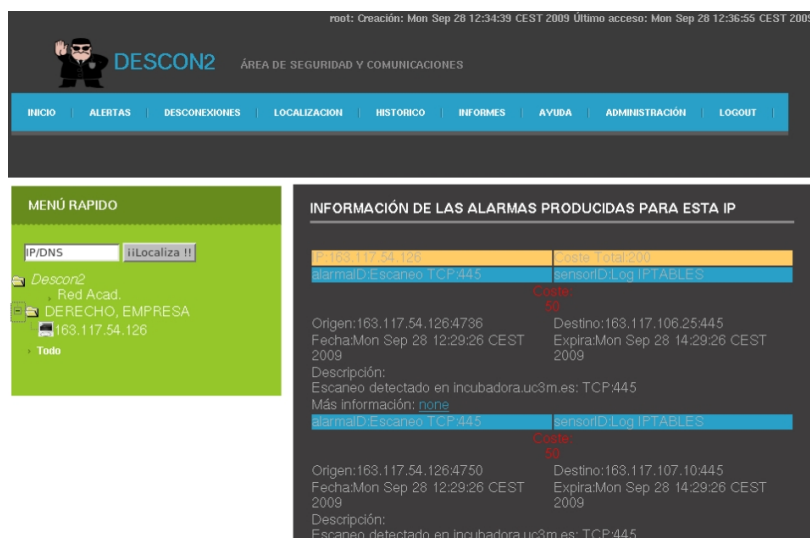 root: Creación: Mon Sep 28 12:34:39 CEST 2009 Último acceso: Mon Sep 28 12:36:55 CEST 2009
DESCON2 ÁREA DE SEGURIDAD Y COMUNICACIONES
INICIO | ALERTAS | DESCONEXIONES | LOCALIZACION | HISTORICO | INFORMES | AYUDA | ADMINISTRACIÓN | LOGOUT |
MENÚ RAPIDO
IP/DNS ¡¡Localiza !!
Descon2
Red Acad.
DERECHO, EMPRESA
163.117.54.126
Todo
INFORMACIÓN DE LAS ALARMAS PRODUCIDAS PARA ESTA IP
IP:163.117.54.126 Coste Total:200
alarmaID:Escaneo TCP:445 sensorID:Log IPTABLES
Coste:
50
Origen:163.117.54.126:4736 Destino:163.117.106.25:445
Fecha:Mon Sep 28 12:29:26 CEST Expira:Mon Sep 28 14:29:26 CEST
2009 2009
Descripción:
Escaneo detectado en incubadora.uc3m.es: TCP:445
Más información: none
alarmaID:Escaneo TCP:445 sensorID:Log IPTABLES
Coste:
50
Origen:163.117.54.126:4750 Destino:163.117.107.10:445
Fecha:Mon Sep 28 12:29:26 CEST Expira:Mon Sep 28 14:29:26 CEST
2009 2009
Descripción:
Escaneo detectado en incubadora.uc3m.es: TCP:445